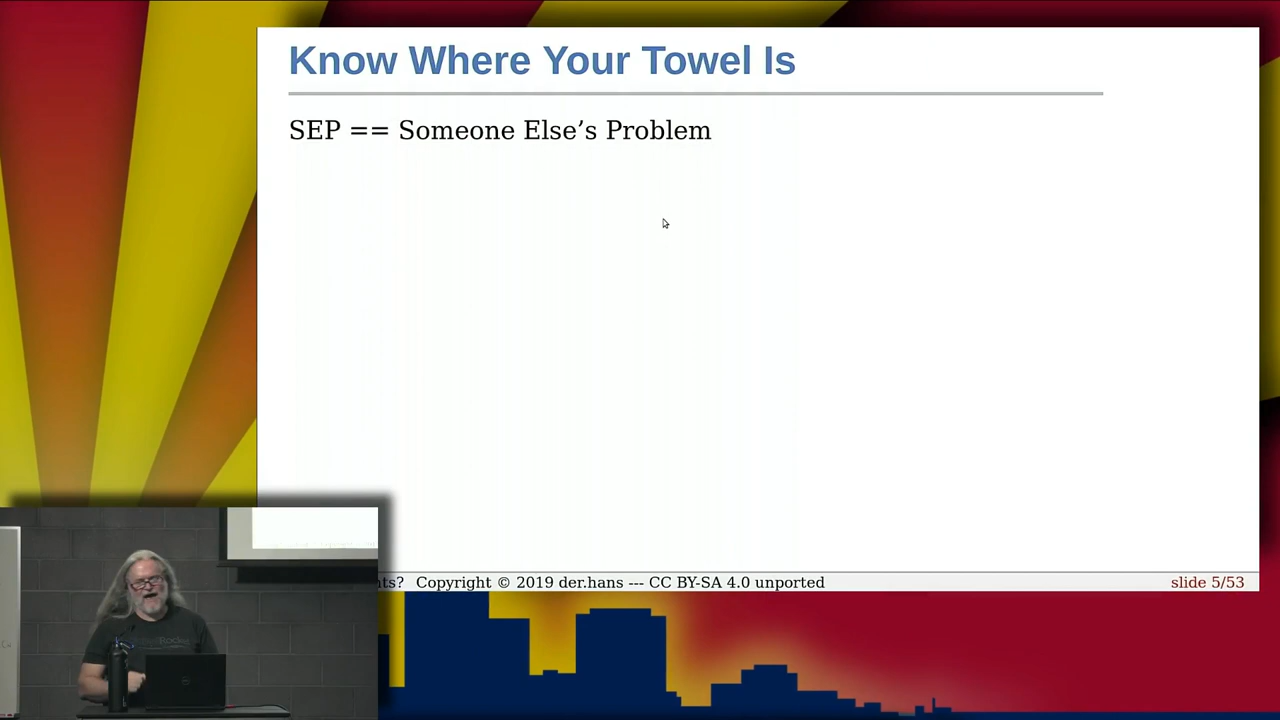 Know Where Your Towel Is
SEP == Someone Else’s Problem
? Copyright © 2019 der.hans --- CC BY-SA 4.0 unported
slide 5/53